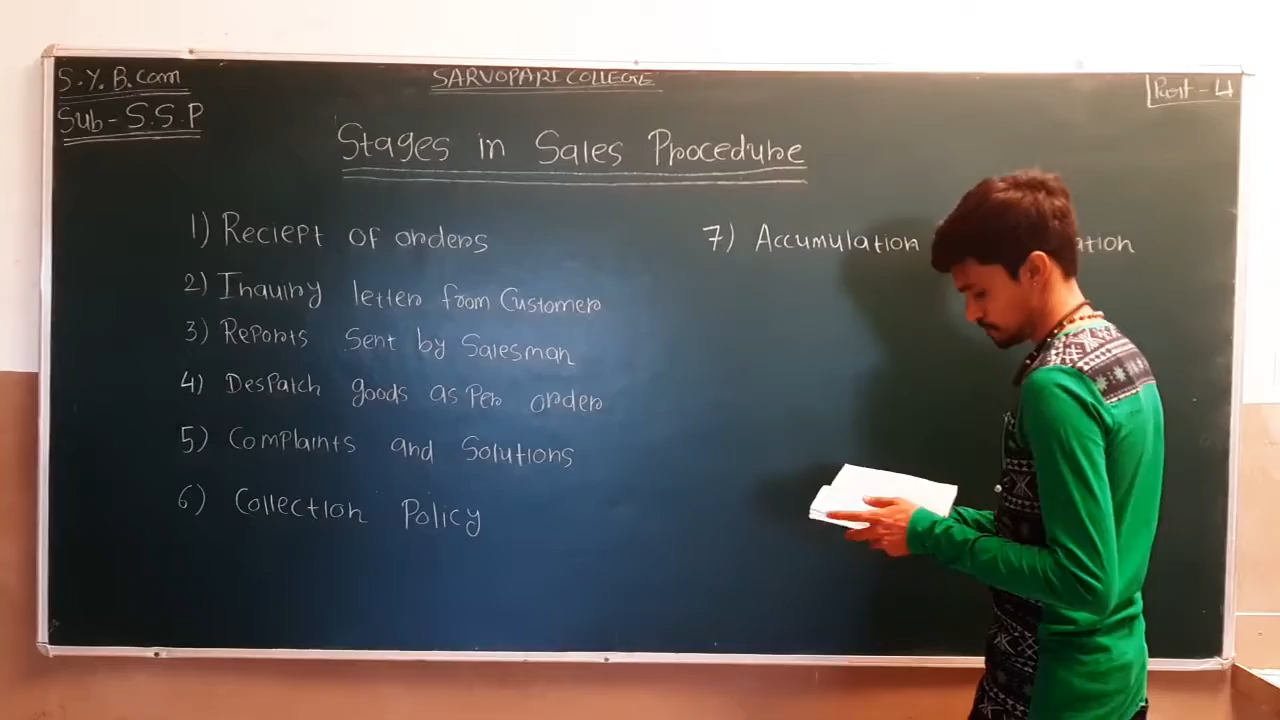 S.Y.B.Com
SARVOPARI COLLEGE
Part - 4
Sub - S.S.P
Stages in Sales Procedure
1) Reciept of orders
2) Inquiry letter from Customer
3) Reports Sent by Salesman
4) Despatch goods as Per order
5) Complaints and Solutions
6) Collection Policy
7) Accumulation ation